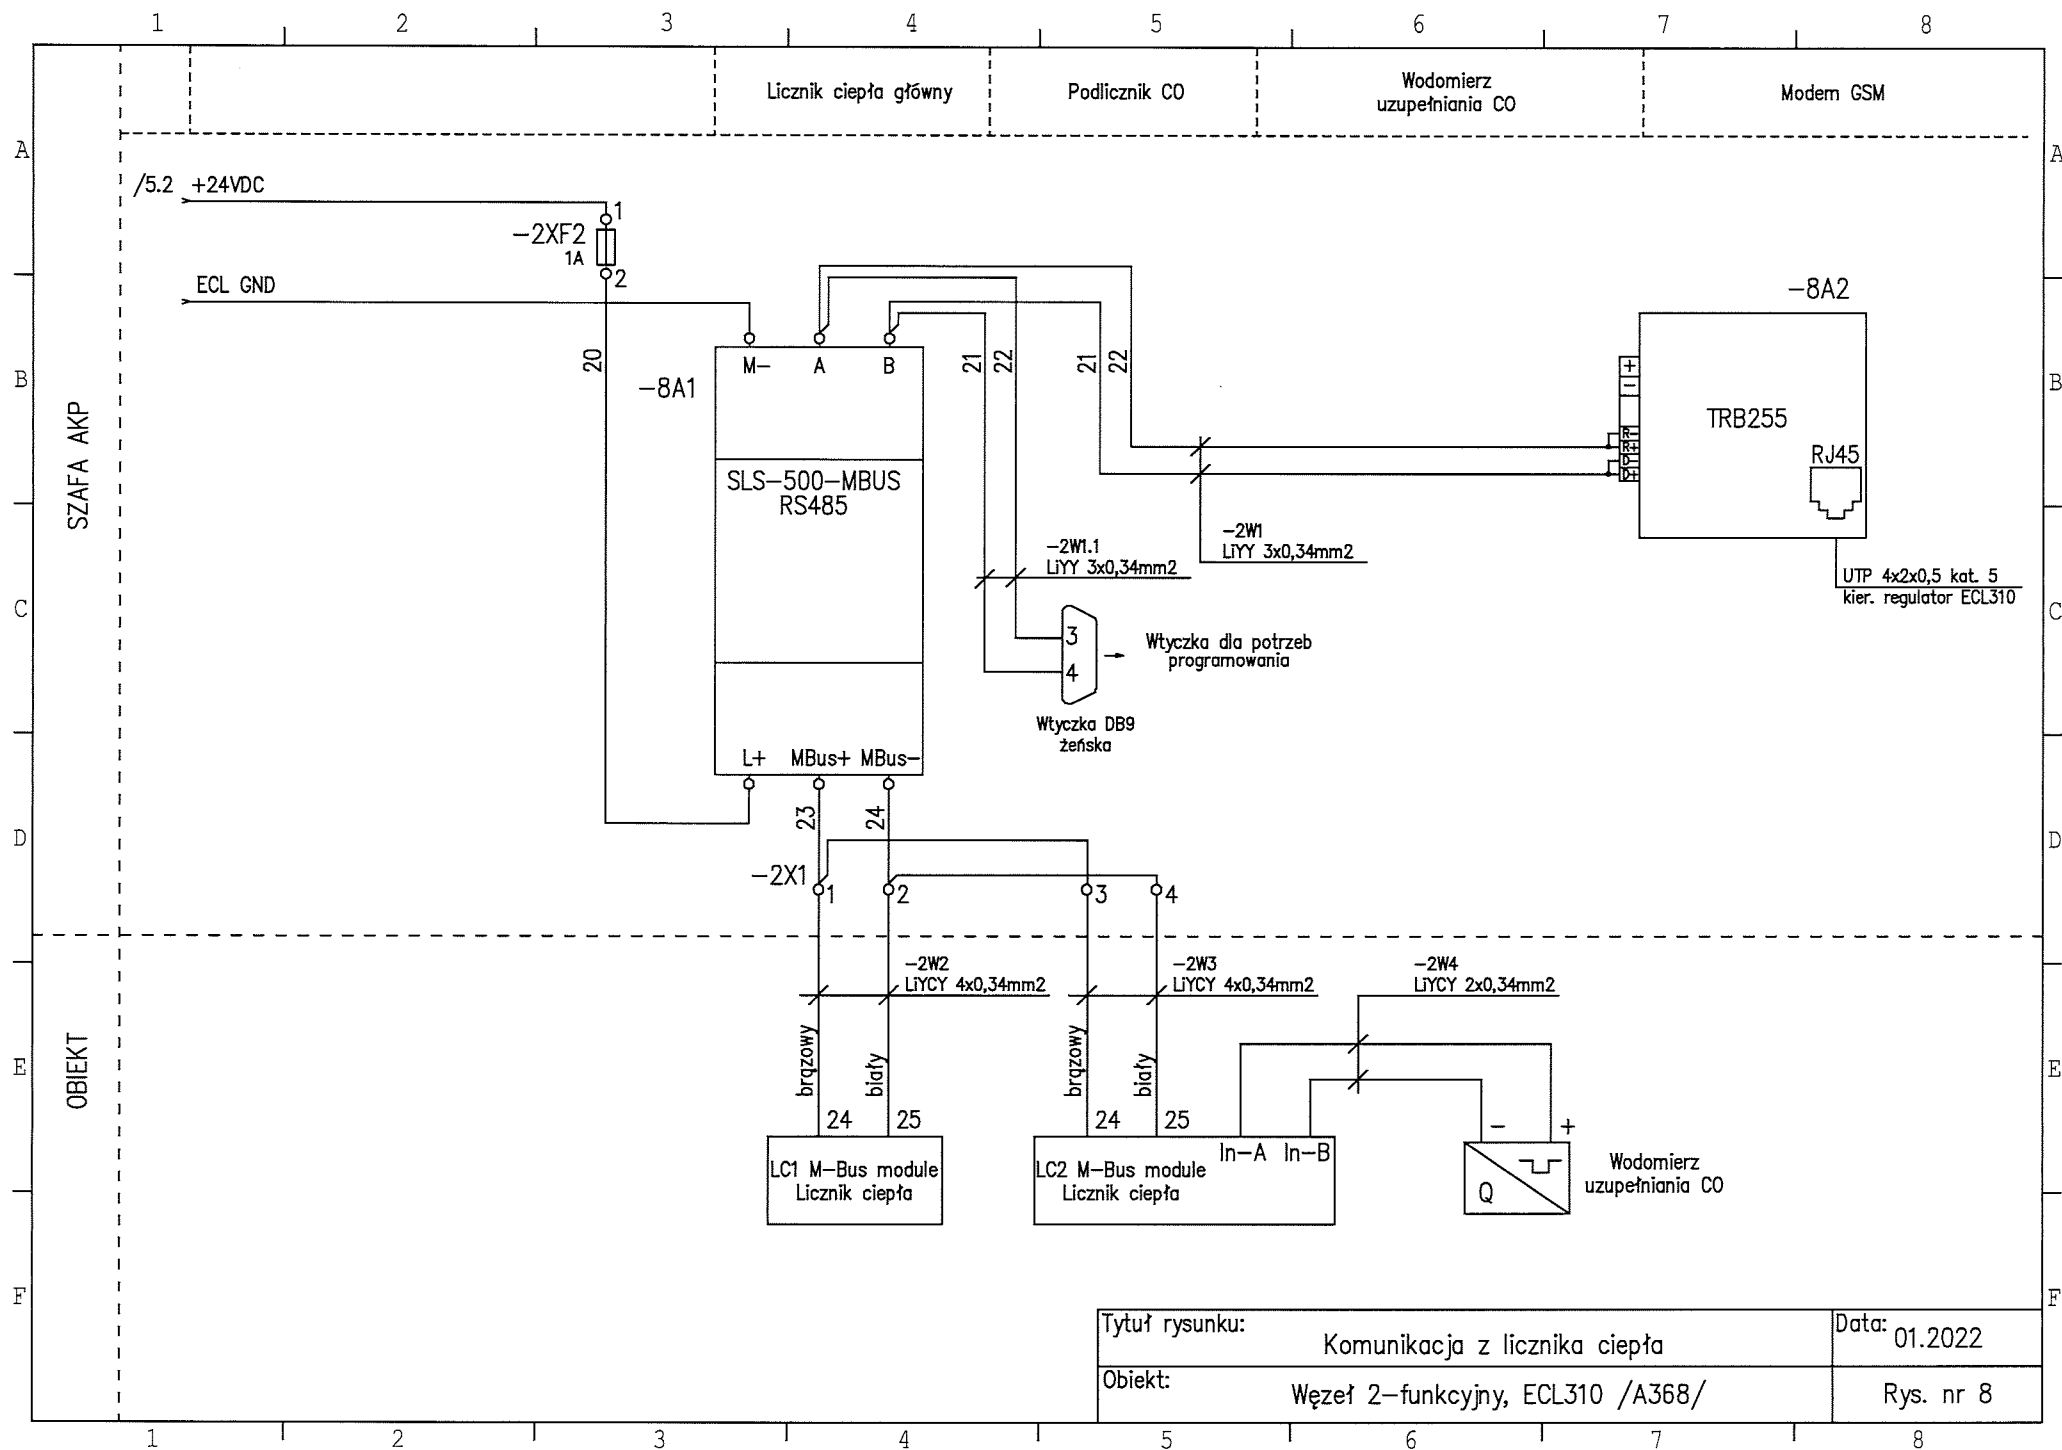 1 2 3 4 5 6 7 8
Licznik ciepła główny
Podlicznik CO
Wodomierz
uzupełniania CO
Modem GSM
A
A
/5.2 +24VDC
1
-2XF2
1A
2
ECL GND
-8A2
20
M- A B
21
22
21
22
B
B
-8A1
+
-
TRB255
R-
R+
D-
D+
RJ45
SZAFA AKP
SLS-500-MBUS
RS485
-2W1
LiYY 3x0,34mm2
-2W1.1
LiYY 3x0,34mm2
UTP 4x2x0,5 kat. 5
kier. regulator ECL310
C
C
3
4
Wtyczka dla potrzeb
programowania
Wtyczka DB9
żeńska
L+ MBus+ MBus-
23
24
D
D
-2X1
1
2
3
4
-2W2
LiYCY 4x0,34mm2
-2W3
LiYCY 4x0,34mm2
-2W4
LiYCY 2x0,34mm2
OBIEKT
brązowy
biały
brązowy
biały
E
E
24 25
24 25
In-A In-B
- +
LC1 M-Bus module
Licznik ciepła
LC2 M-Bus module
Licznik ciepła
Q
Wodomierz
uzupełniania CO
F
F
Tytuł rysunku:
Komunikacja z licznika ciepła
Data: 01.2022
Obiekt:
Węzeł 2-funkcyjny, ECL310 /A368/
Rys. nr 8
1 2 3 4 5 6 7 8